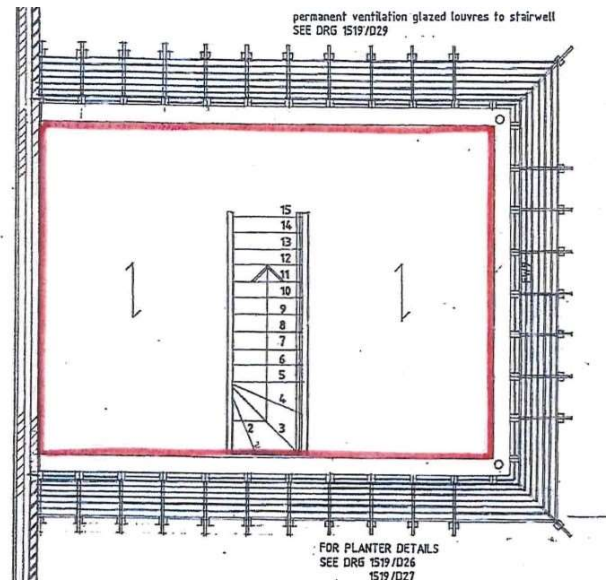 permanent ventilation glazed louvres to stairwell
SEE DRG 1519/D29
15
14
13
12
11
10
9
8
7
6
5
4
3
2
FOR PLANTER DETAILS
SEE DRG 1519/D26
1519/D27